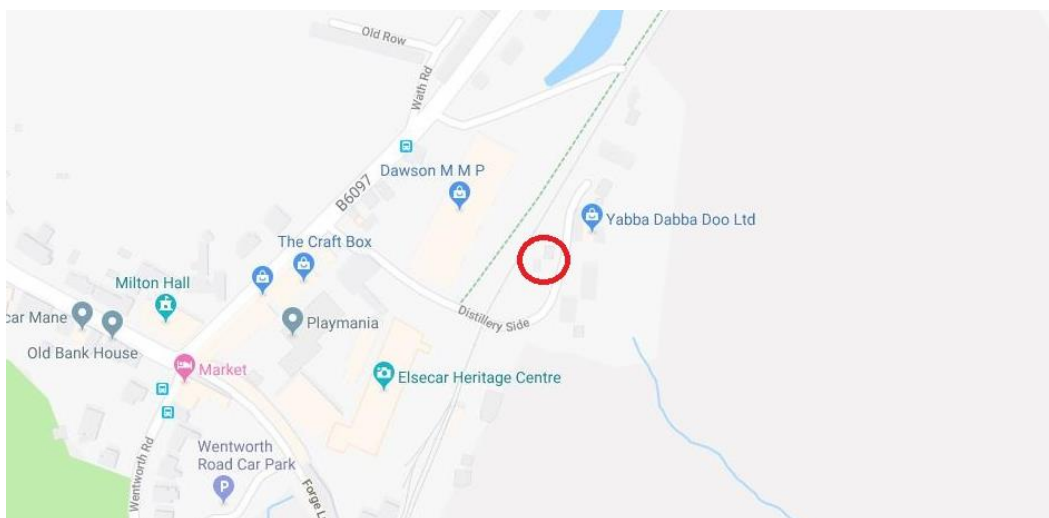 Old Row
Wath Rd
B6097
Dawson M M P
Yabba Dabba Doo Ltd
The Craft Box
Milton Hall
car Mane
Playmania
Distillery Side
Old Bank House
Market
Elsecar Heritage Centre
Wentworth Rd
Wentworth
Road Car Park
P
Forge L